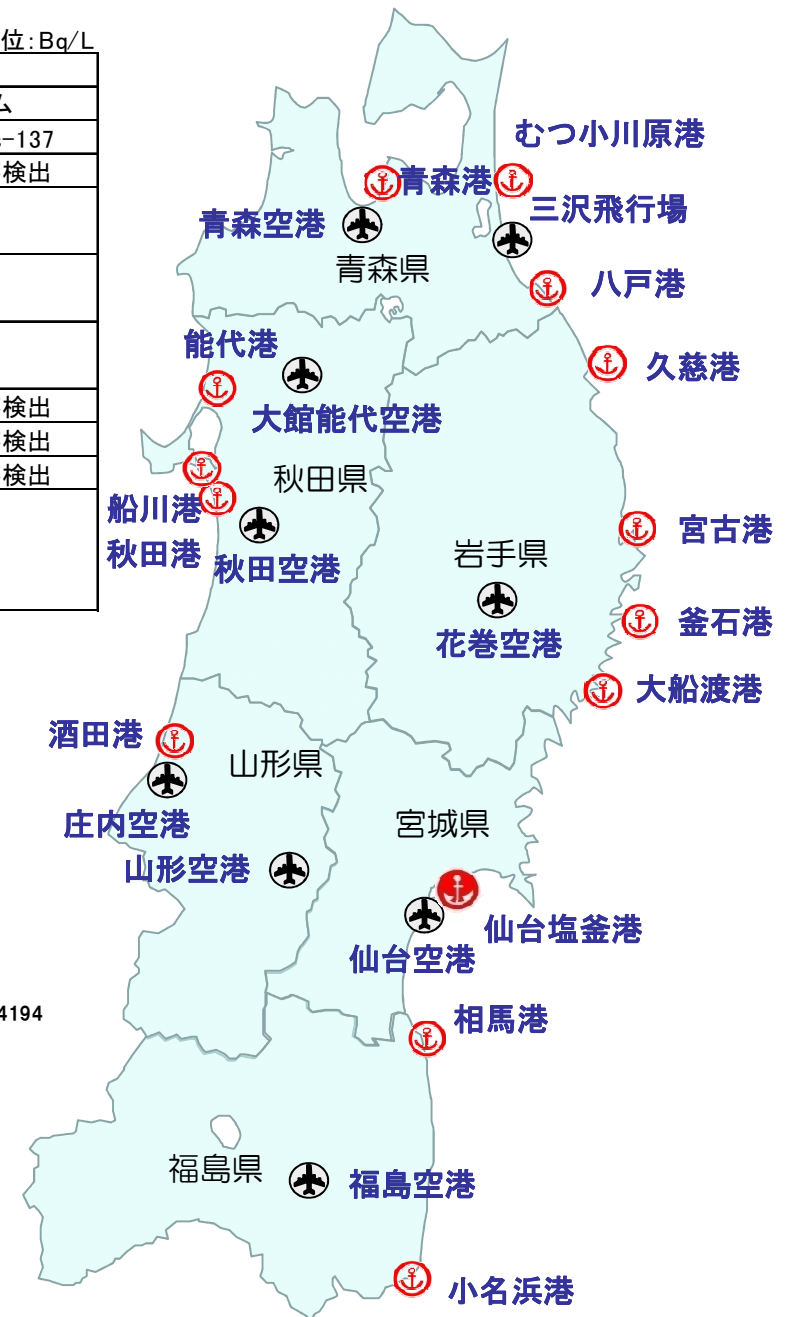 位:Bq/L
ム
-137
検出
検出
検出
検出
4194
むつ小川原港
青森港
三沢飛行場
青森空港
青森県
八戸港
能代港
久慈港
大館能代空港
秋田県
船川港
宮古港
秋田港
秋田空港
岩手県
釜石港
花巻空港
大船渡港
酒田港
山形県
庄内空港
宮城県
山形空港
仙台塩釜港
仙台空港
相馬港
福島県
福島空港
小名浜港